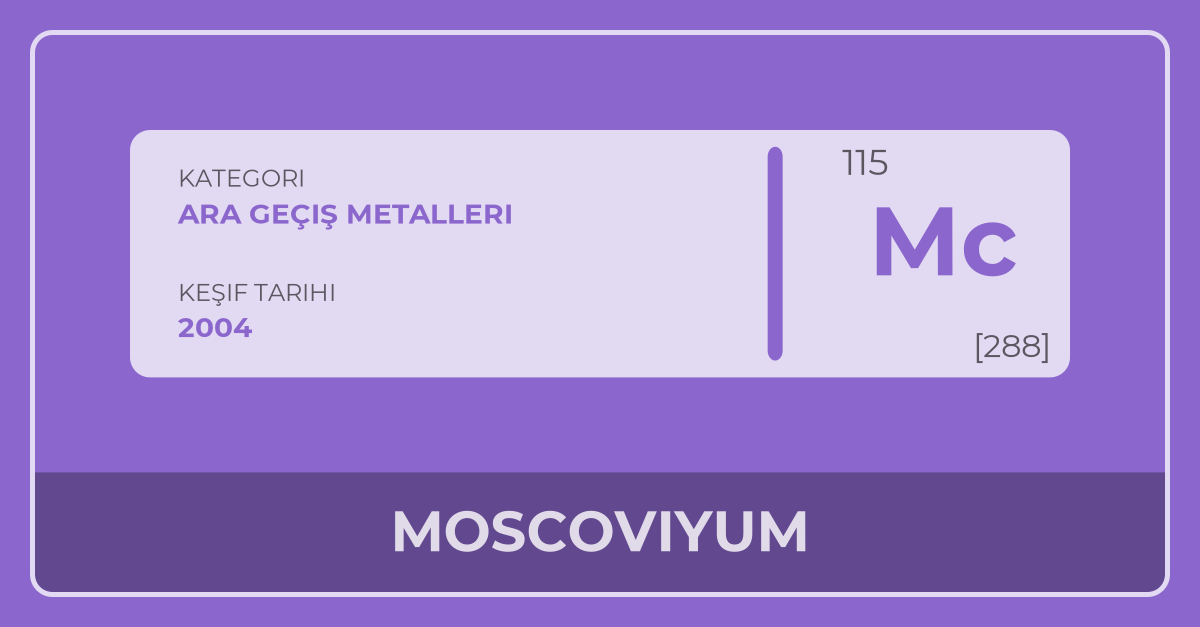 KATEGORI
ARA GEÇIŞ METALLERI
KEŞIF TARIHI
2004
115
Mc
[288]
MOSCOVIYUM